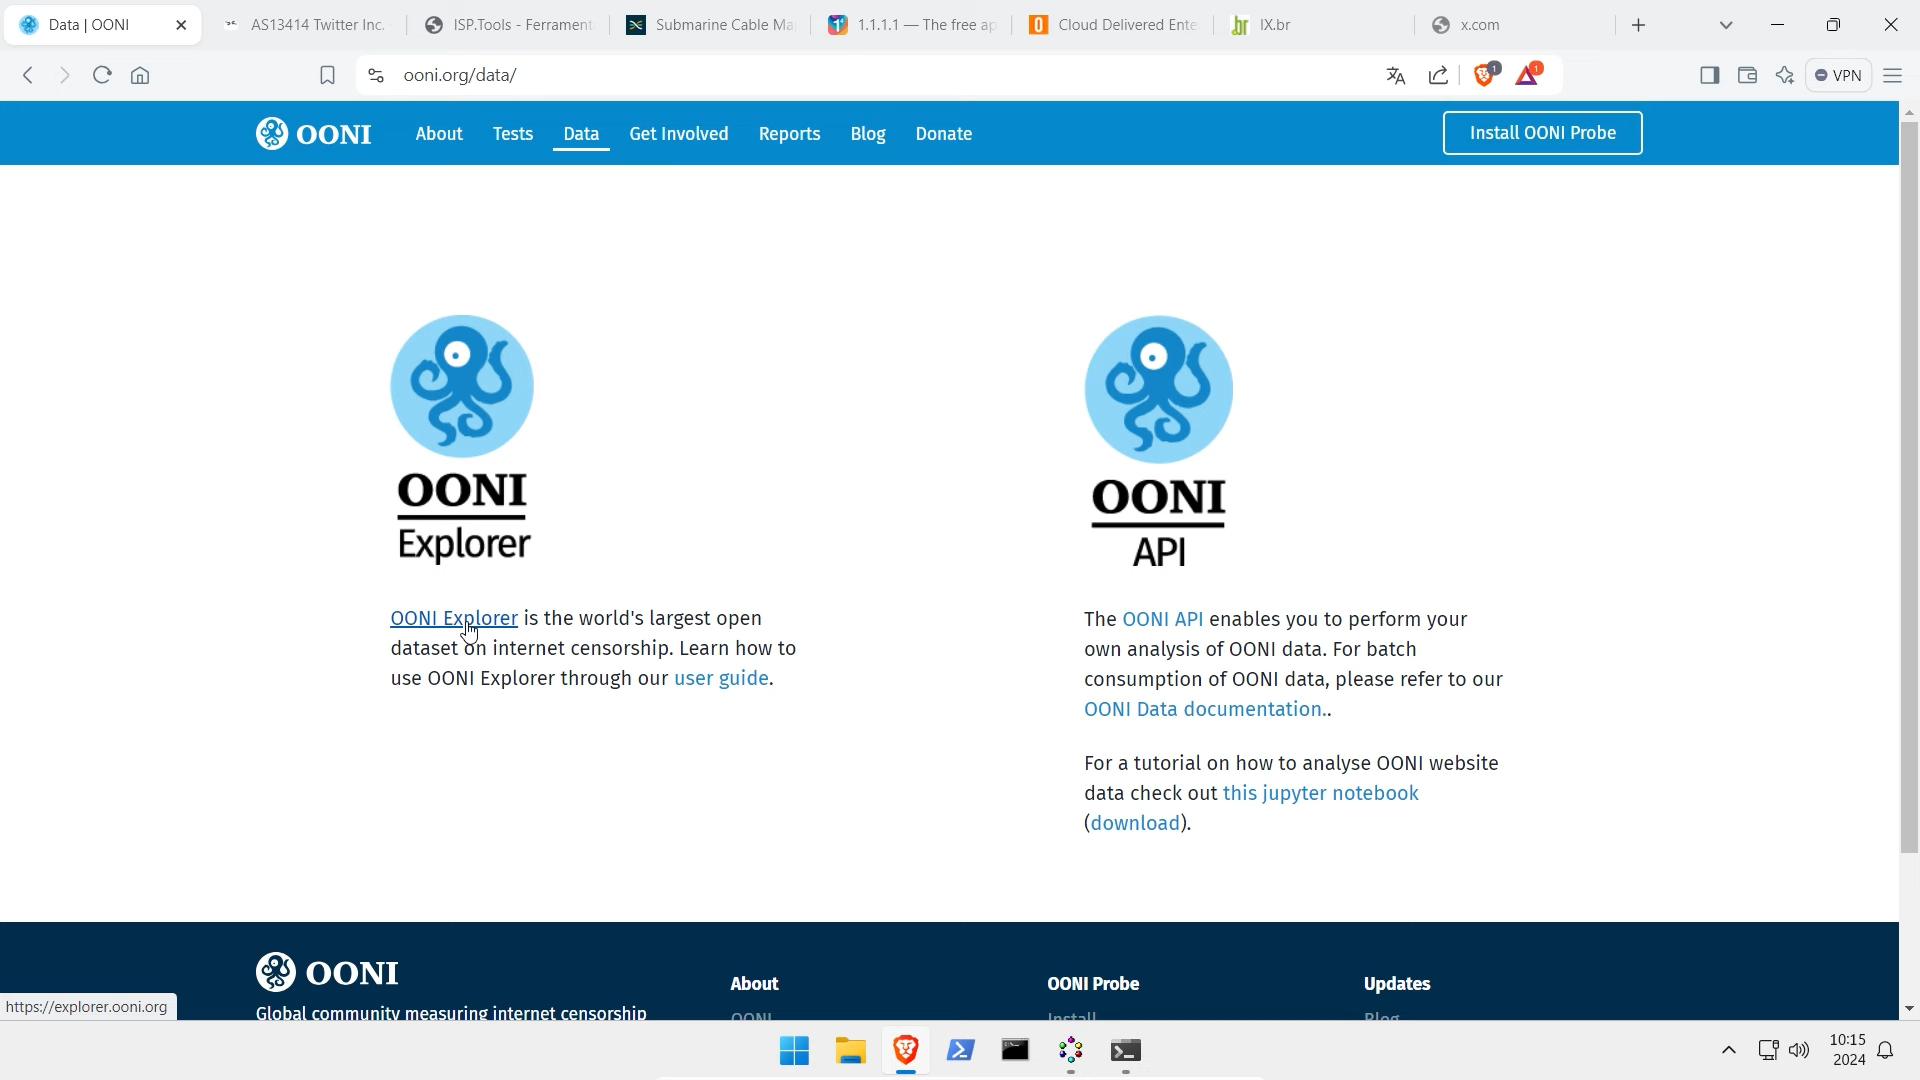 Data | OONI
AS13414 Twitter Inc.
ISP.Tools - Ferrament
Submarine Cable Ma
1.1.1.1 — The free ap
Cloud Delivered Ente
IX.br
x.com
ooni.org/data/
1
1
VPN
OONI
About
Tests
Data
Get Involved
Reports
Blog
Donate
Install OONI Probe
OONI
Explorer
OONI Explorer is the world's largest open
dataset on internet censorship. Learn how to
use OONI Explorer through our user guide.
OONI
API
The OONI API enables you to perform your
own analysis of OONI data. For batch
consumption of OONI data, please refer to our
OONI Data documentation..
For a tutorial on how to analyse OONI website
data check out this jupyter notebook
(download).
OONI
Global community measuring internet censorship
About
OONI
OONI Probe
Install
Updates
Blog
https://explorer.ooni.org
10:15
2024